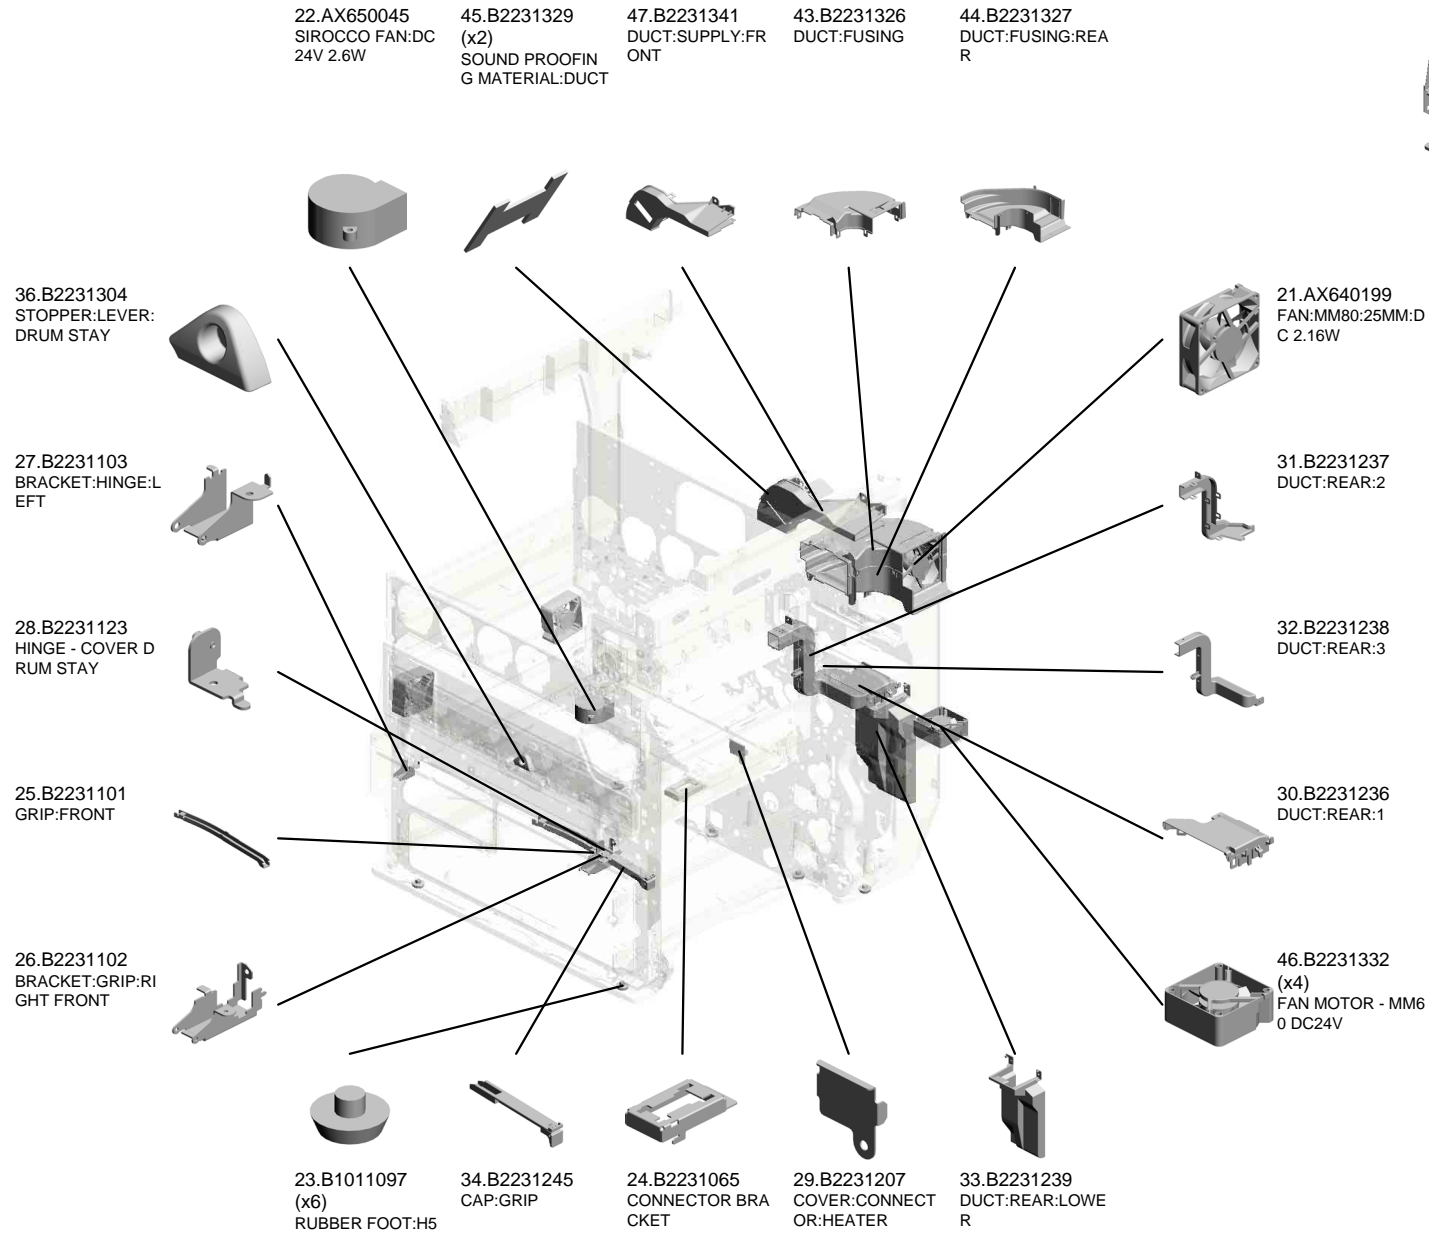 22.AX650045
SIROCCO FAN:DC
24V 2.6W
45.B2231329
(x2)
SOUND PROOFIN
G MATERIAL:DUCT
47.B2231341
DUCT:SUPPLY:FR
ONT
43.B2231326
DUCT:FUSING
44.B2231327
DUCT:FUSING:REA
R
36.B2231304
STOPPER:LEVER:
DRUM STAY
21.AX640199
FAN:MM80:25MM:D
C 2.16W
27.B2231103
BRACKET:HINGE:L
EFT
31.B2231237
DUCT:REAR:2
28.B2231123
HINGE - COVER D
RUM STAY
32.B2231238
DUCT:REAR:3
25.B2231101
GRIP:FRONT
30.B2231236
DUCT:REAR:1
26.B2231102
BRACKET:GRIP:RI
GHT FRONT
46.B2231332
(x4)
FAN MOTOR - MM6
0 DC24V
23.B1011097
(x6)
RUBBER FOOT:H5
34.B2231245
CAP:GRIP
24.B2231065
CONNECTOR BRA
CKET
29.B2231207
COVER:CONNECT
OR:HEATER
33.B2231239
DUCT:REAR:LOWE
R